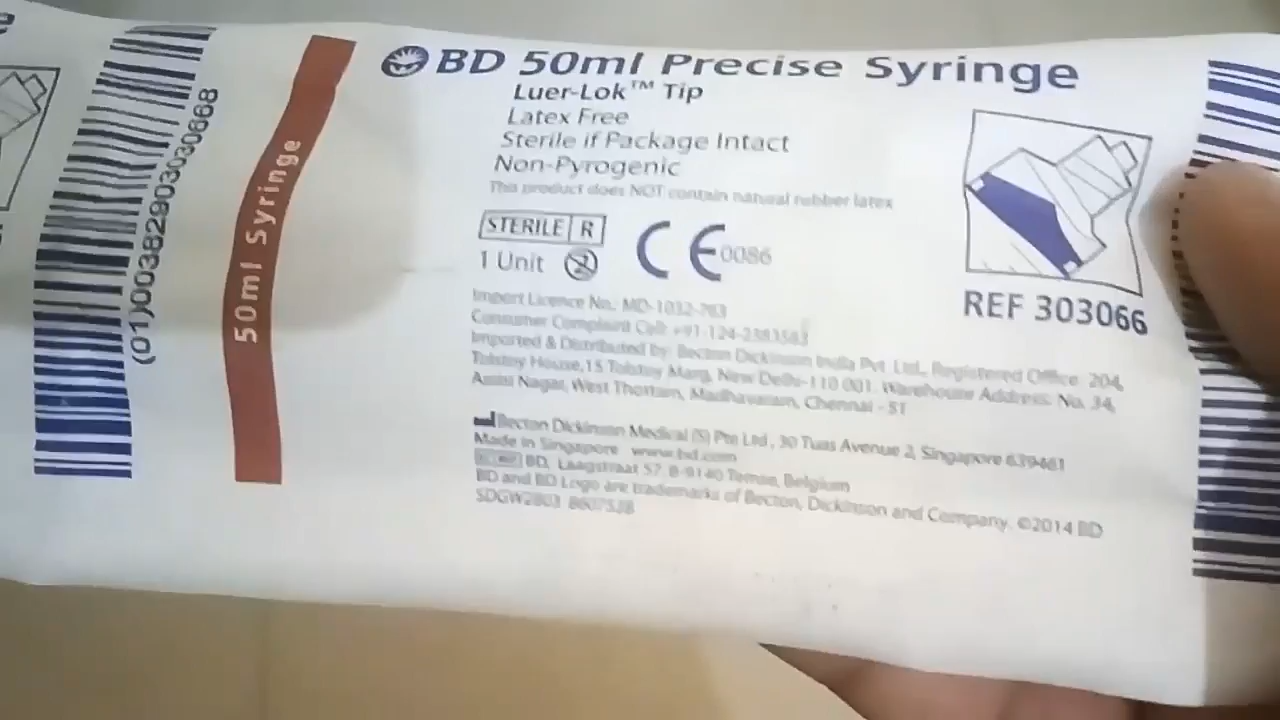 (01)00382903030668
50ml Syringe
BD 50ml Precise Syringe
Luer-Lok™ Tip
Latex Free
Sterile if Package Intact
Non-Pyrogenic
This product does NOT contain natural rubber latex
STERILE R
1 Unit
CE 0086
REF 303066
Import Licence No.: MD-1032-
Consumer Complaint Cell: +91-124-2383583
Imported & Distributed by: Becton Dickinson India Pvt. Ltd., Registered Office: 204,
Tolstoy House, 15 Tolstoy Marg, New Delhi-110 001. Warehouse Address: No. 34,
Nagar, West Madhavaram, Chennai - 51
Becton Dickinson Medical (S) Pte Ltd, 30 Tuas Avenue 2, Singapore 639461
Made in Singapore www.bd.com
BD, Laagstraat 57, B-9140 Temse, Belgium
BD and BD Logo are trademarks of Becton, Dickinson and Company. ©2014 BD